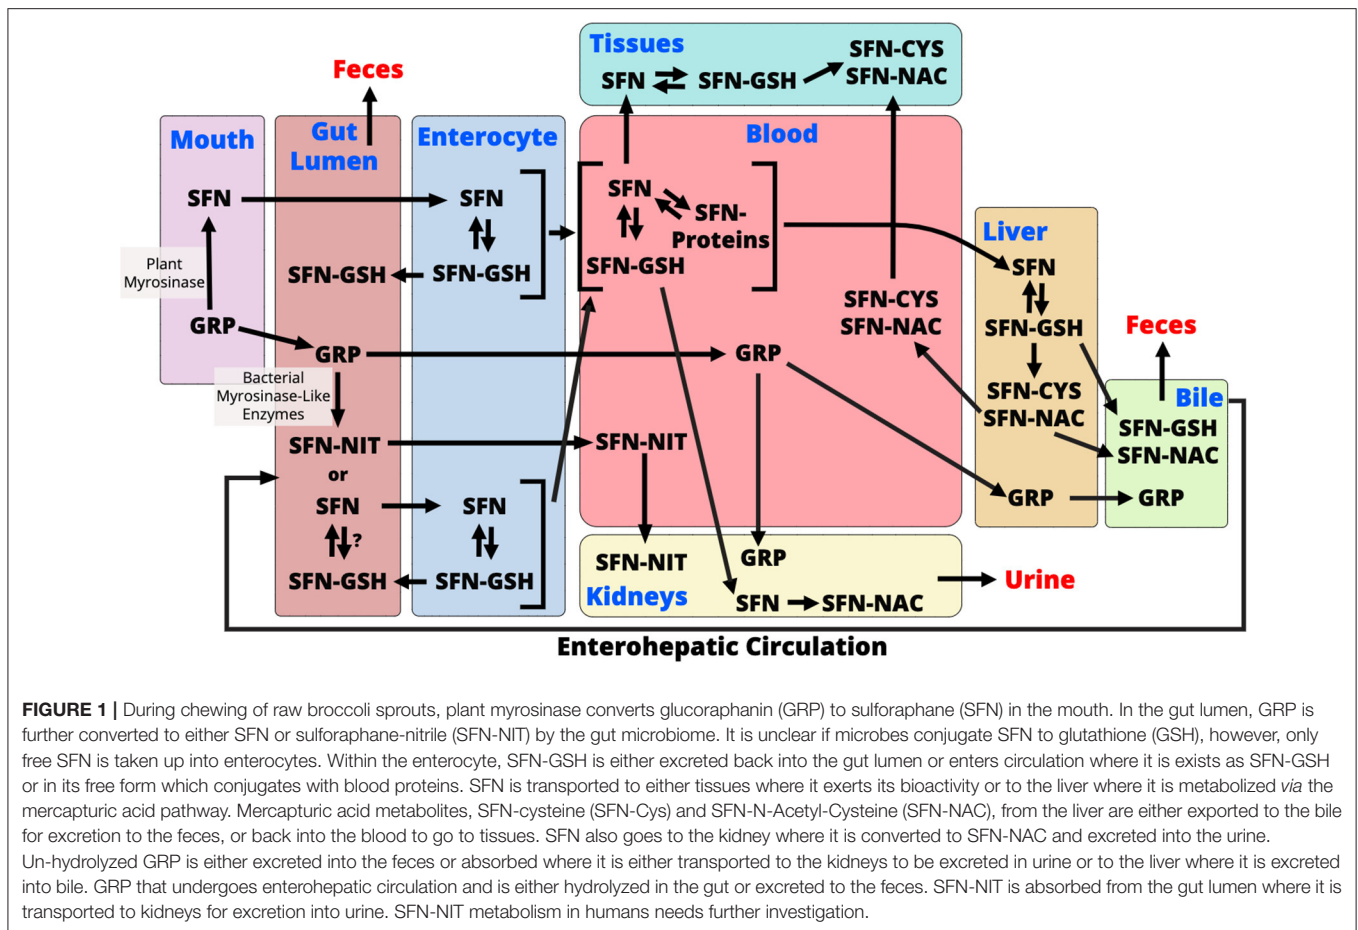 Tissues
SFN
SFN-GSH
SFN-CYS
SFN-NAC
Feces
Mouth
SFN
Plant
Myrosinase
GRP
Gut
Lumen
SFN-GSH
GRP
Bacterial
Myrosinase-Like
Enzymes
SFN-NIT
or
SFN
?
SFN-GSH
Enterocyte
SFN
SFN-GSH
SFN
SFN-GSH
Blood
SFN
SFN-
Proteins
SFN-GSH
SFN-CYS
SFN-NAC
GRP
SFN-NIT
SFN-NIT
Kidneys
GRP
SFN
SFN-NAC
Urine
Liver
SFN
SFN-GSH
SFN-CYS
SFN-NAC
GRP
Feces
Bile
SFN-GSH
SFN-NAC
GRP
Enterohepatic Circulation
FIGURE 1 | During chewing of raw broccoli sprouts, plant myrosinase converts glucoraphanin (GRP) to sulforaphane (SFN) in the mouth. In the gut lumen, GRP is
further converted to either SFN or sulforaphane-nitrile (SFN-NIT) by the gut microbiome. It is unclear if microbes conjugate SFN to glutathione (GSH), however, only
free SFN is taken up into enterocytes. Within the enterocyte, SFN-GSH is either excreted back into the gut lumen or enters circulation where it is exists as SFN-GSH
or in its free form which conjugates with blood proteins. SFN is transported to either tissues where it exerts its bioactivity or to the liver where it is metabolized via the
mercapturic acid pathway. Mercapturic acid metabolites, SFN-cysteine (SFN-Cys) and SFN-N-Acetyl-Cysteine (SFN-NAC), from the liver are either exported to the bile
for excretion to the feces, or back into the blood to go to tissues. SFN also goes to the kidney where it is converted to SFN-NAC and excreted into the urine.
Un-hydrolyzed GRP is either excreted into the feces or absorbed where it is either transported to the kidneys to be excreted in urine or to the liver where it is excreted
into bile. GRP that undergoes enterohepatic circulation and is either hydrolyzed in the gut or excreted to the feces. SFN-NIT is absorbed from the gut lumen where it is
transported to kidneys for excretion into urine. SFN-NIT metabolism in humans needs further investigation.